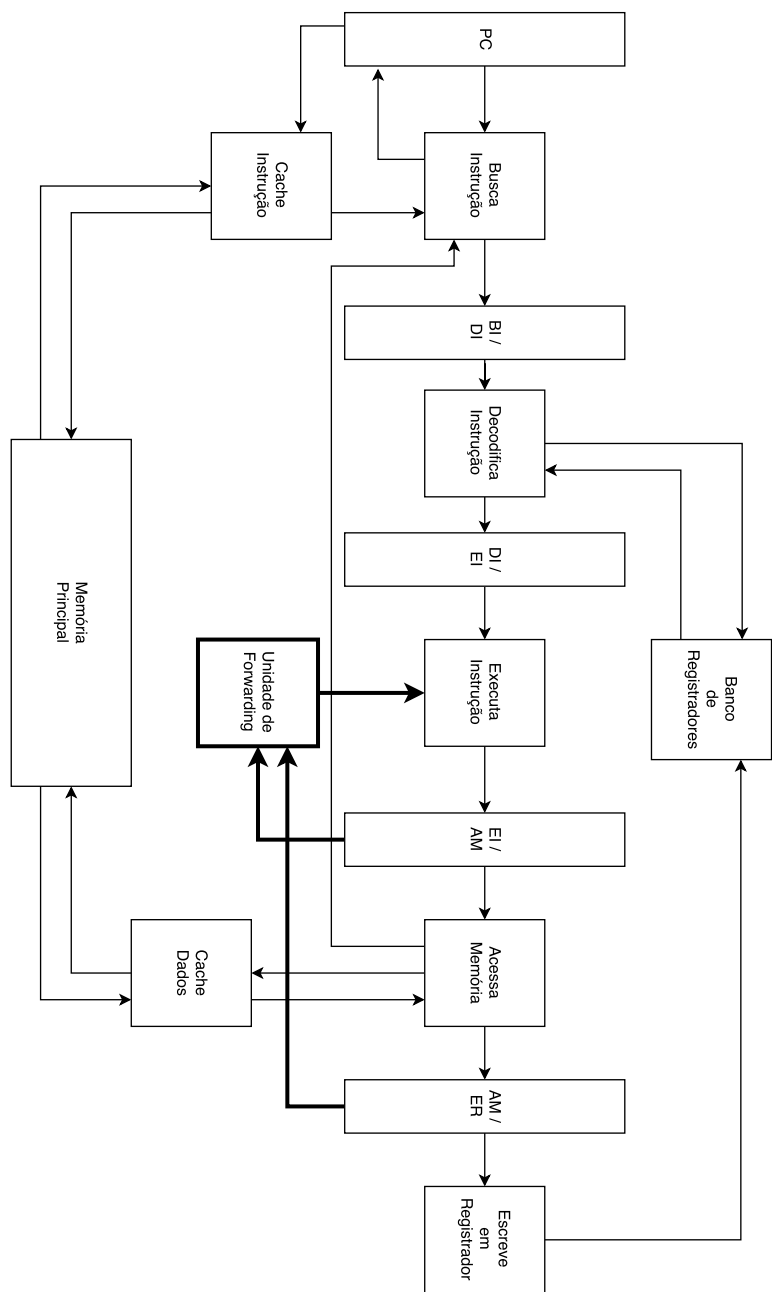 PC
Busca
Instrução
Cache
Instrução
BI /
DI
Decodifica
Instrução
DI /
EI
Banco
de
Registradores
Executa
Instrução
Unidade de
Forwarding
Memória
Principal
EI /
AM
Acessa
Memória
Cache
Dados
AM /
ER
Escreve
em
Registrador